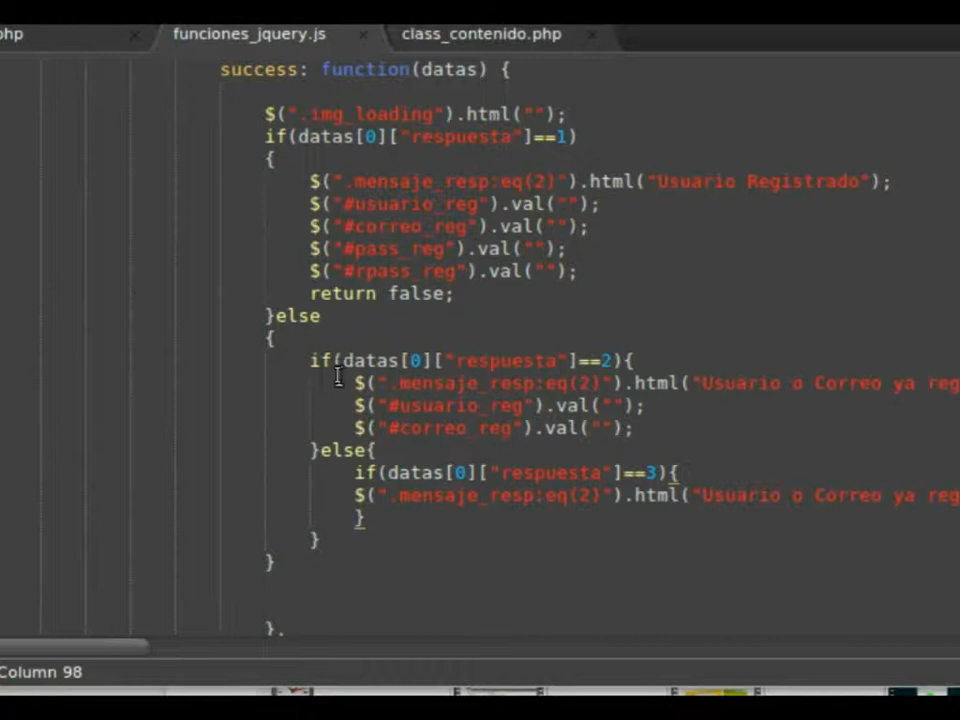 php × funciones_jquery.js × class_contenido.php ×
success: function(datas) {
$(".img_loading").html("");
if(datas[0]["respuesta"]==1)
{
$(".mensaje_resp:eq(2)").html("Usuario Registrado");
$("#usuario_reg").val("");
$("#correo_reg").val("");
$("#pass_reg").val("");
$("#rpass_reg").val("");
return false;
}else
{
if(datas[0]["respuesta"]==2){
$(".mensaje_resp:eq(2)").html("Usuario o Correo ya reg
$("#usuario_reg").val("");
$("#correo_reg").val("");
}else{
if(datas[0]["respuesta"]==3){
$(".mensaje_resp:eq(2)").html("Usuario o Correo ya reg
}
}
}
},
Column 98